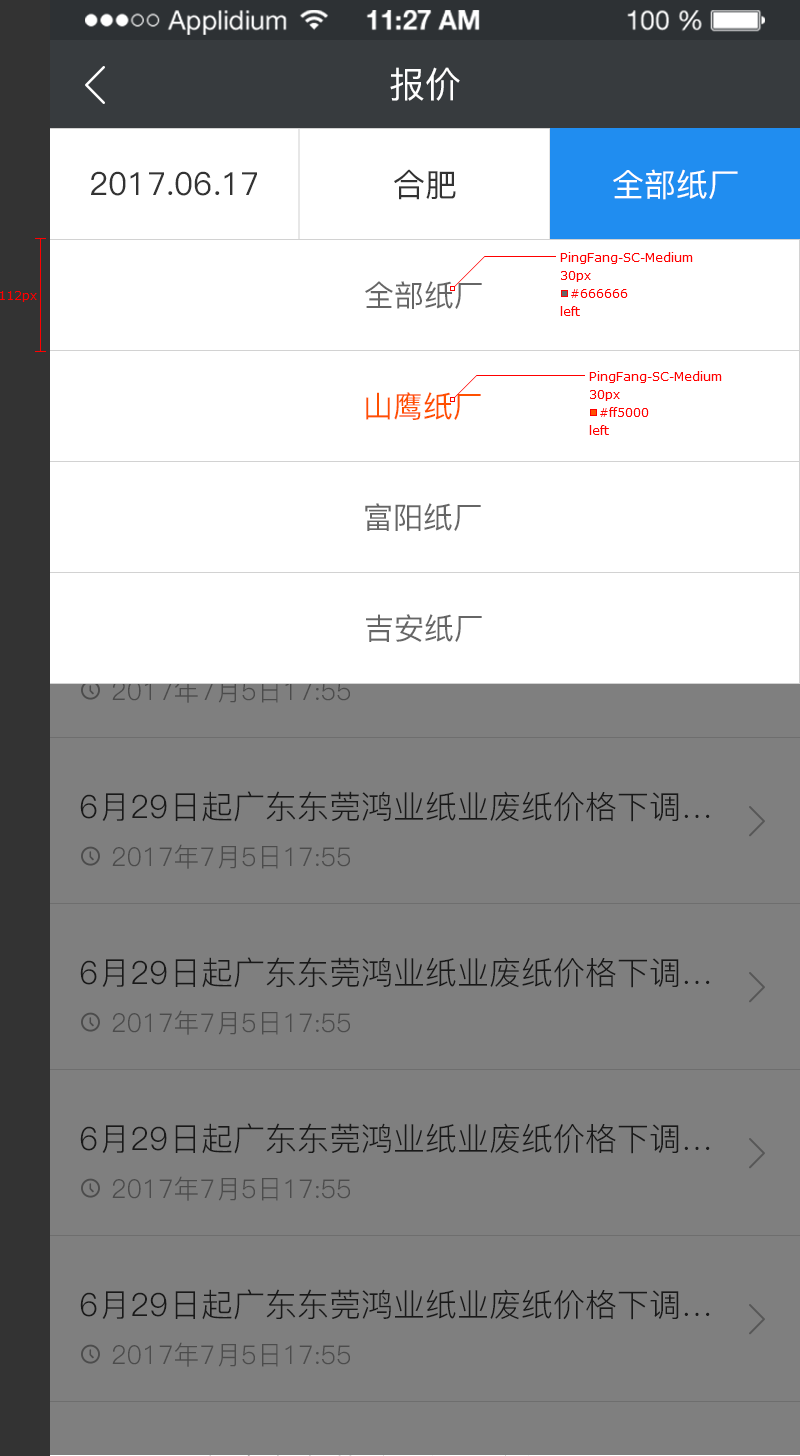 Applidium 11:27 AM 100 %
报价
2017.06.17 合肥 全部纸厂
112px
全部纸厂
PingFang-SC-Medium
30px
#666666
left
山鹰纸厂
PingFang-SC-Medium
30px
#ff5000
left
富阳纸厂
吉安纸厂
2017年7月5日17:55
6月29日起广东东莞鸿业纸业废纸价格下调...
2017年7月5日17:55
6月29日起广东东莞鸿业纸业废纸价格下调...
2017年7月5日17:55
6月29日起广东东莞鸿业纸业废纸价格下调...
2017年7月5日17:55
6月29日起广东东莞鸿业纸业废纸价格下调...
2017年7月5日17:55